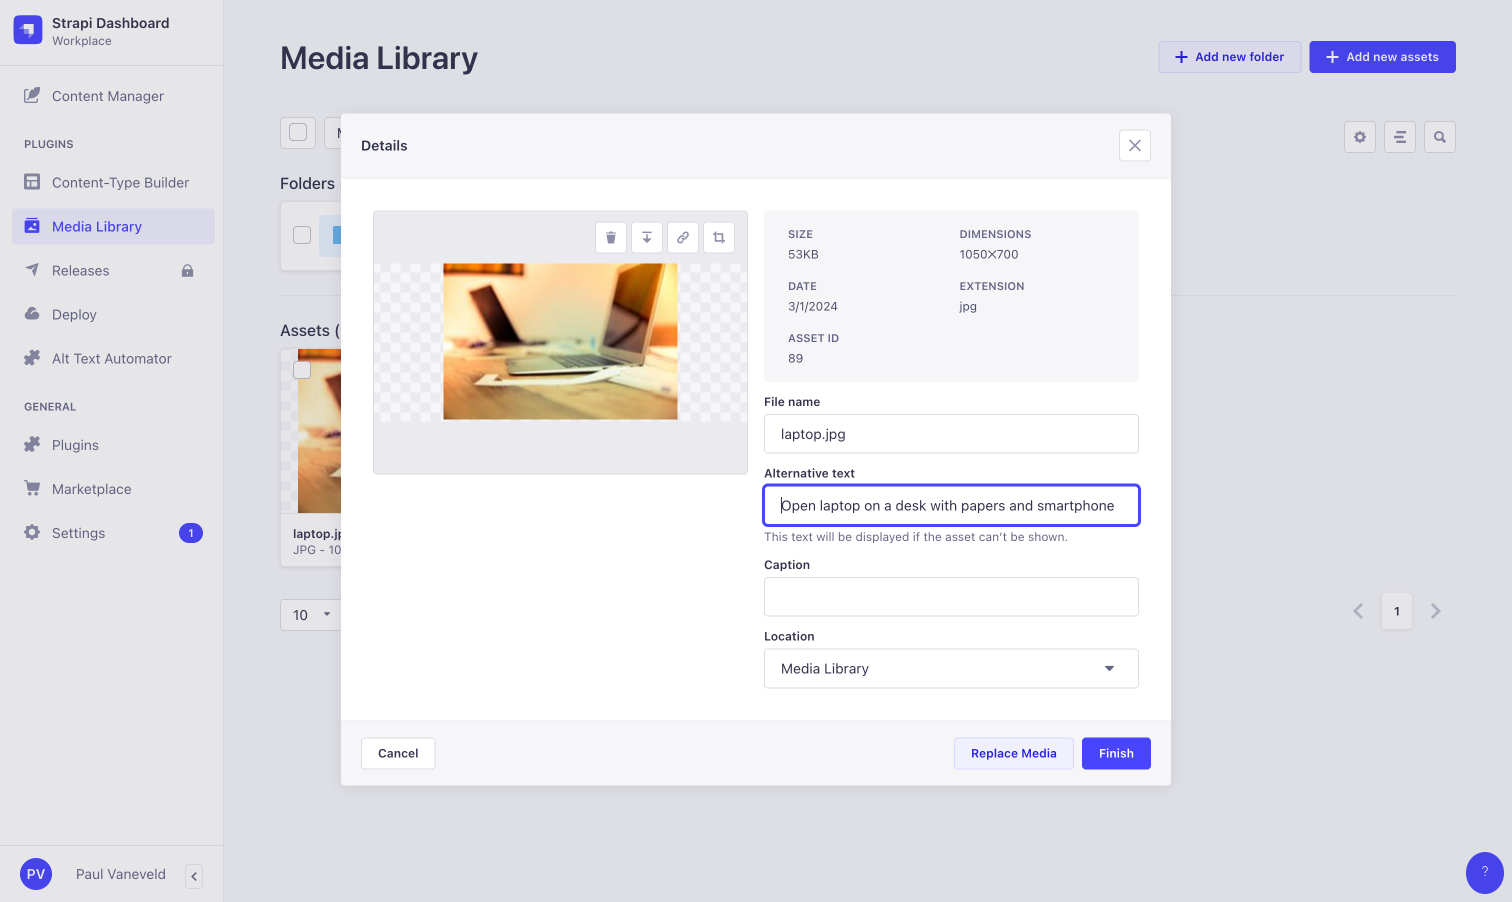 Strapi Dashboard
Workplace
Content Manager
PLUGINS
Content-Type Builder
Media Library
Releases
Deploy
Alt Text Automator
GENERAL
Plugins
Marketplace
Settings
1
PV
Paul Vaneveld
Media Library
Add new folder
Add new assets
Folders
Assets (
laptop.jp
JPG - 10
10
1
?
Details
SIZE
DIMENSIONS
53KB
1050✕700
DATE
EXTENSION
3/1/2024
jpg
ASSET ID
89
File name
laptop.jpg
Alternative text
Open laptop on a desk with papers and smartphone
This text will be displayed if the asset can’t be shown.
Caption
Location
Media Library
Cancel
Replace Media
Finish